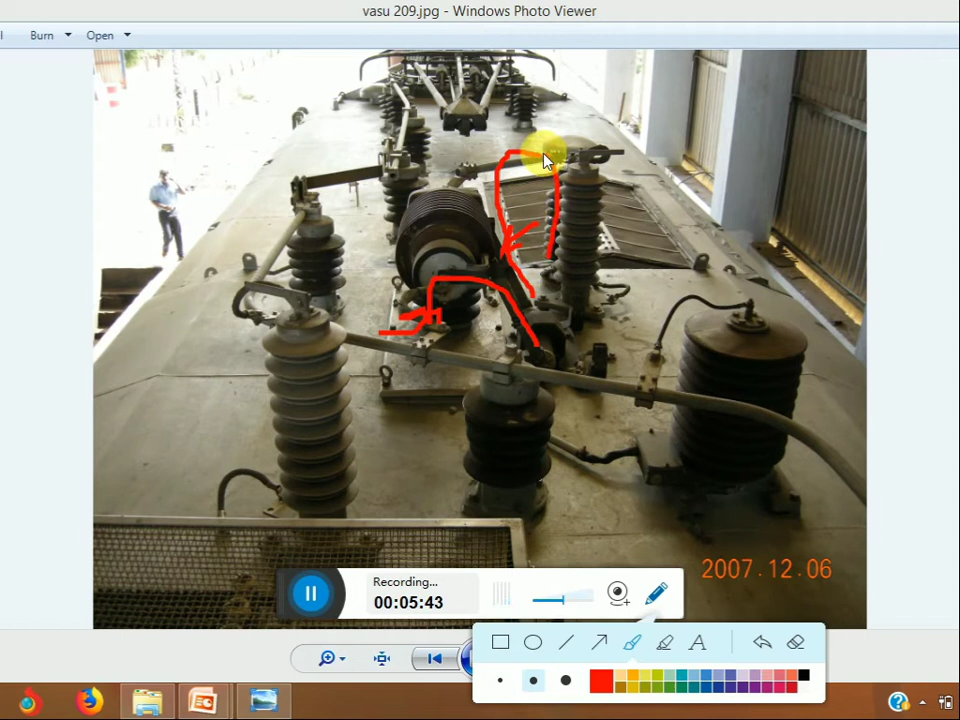 vasu 209.jpg - Windows Photo Viewer
Burn Open
2007.12.06
Recording...
00:05:43
A